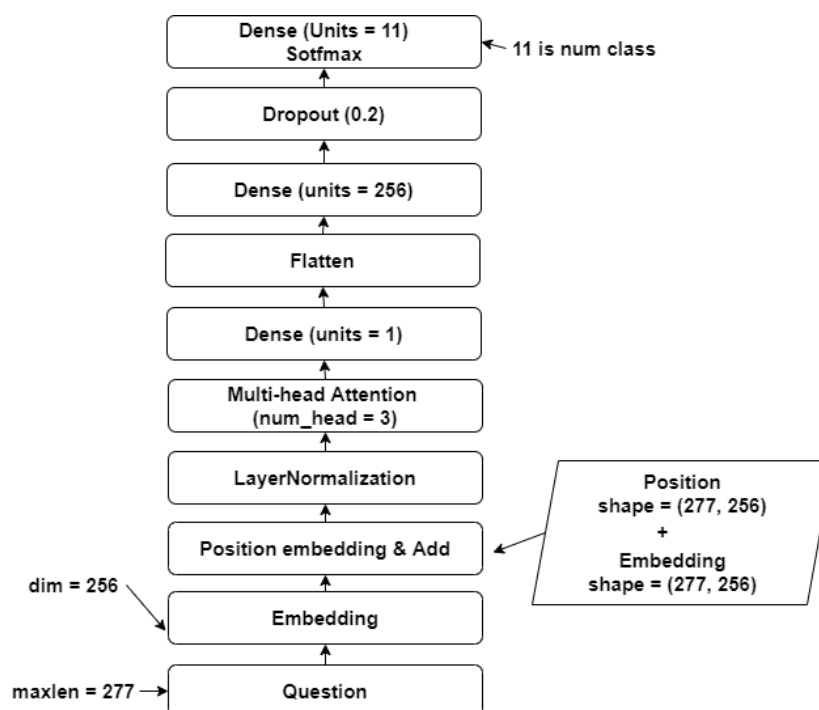 Dense (Units = 11)
Sotfmax
11 is num class
Dropout (0.2)
Dense (units = 256)
Flatten
Dense (units = 1)
Multi-head Attention
(num_head = 3)
LayerNormalization
Position
shape = (277, 256)
+
Embedding
shape = (277, 256)
Position embedding & Add
dim = 256
Embedding
maxlen = 277
Question